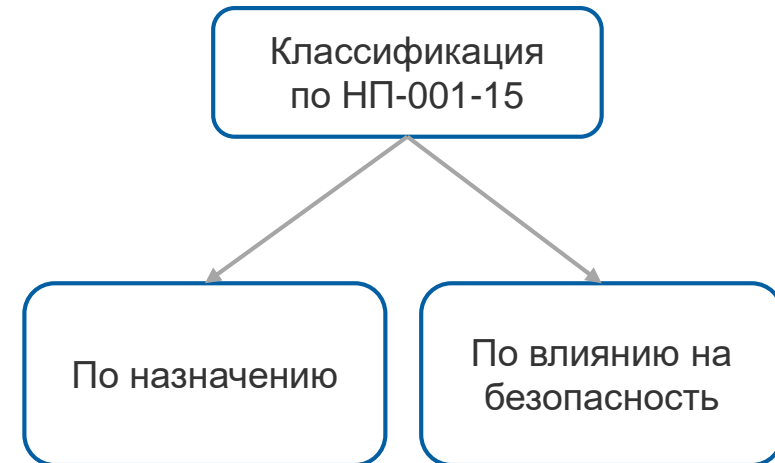 Классификация
по НП-001-15
По назначению
По влиянию на
безопасность